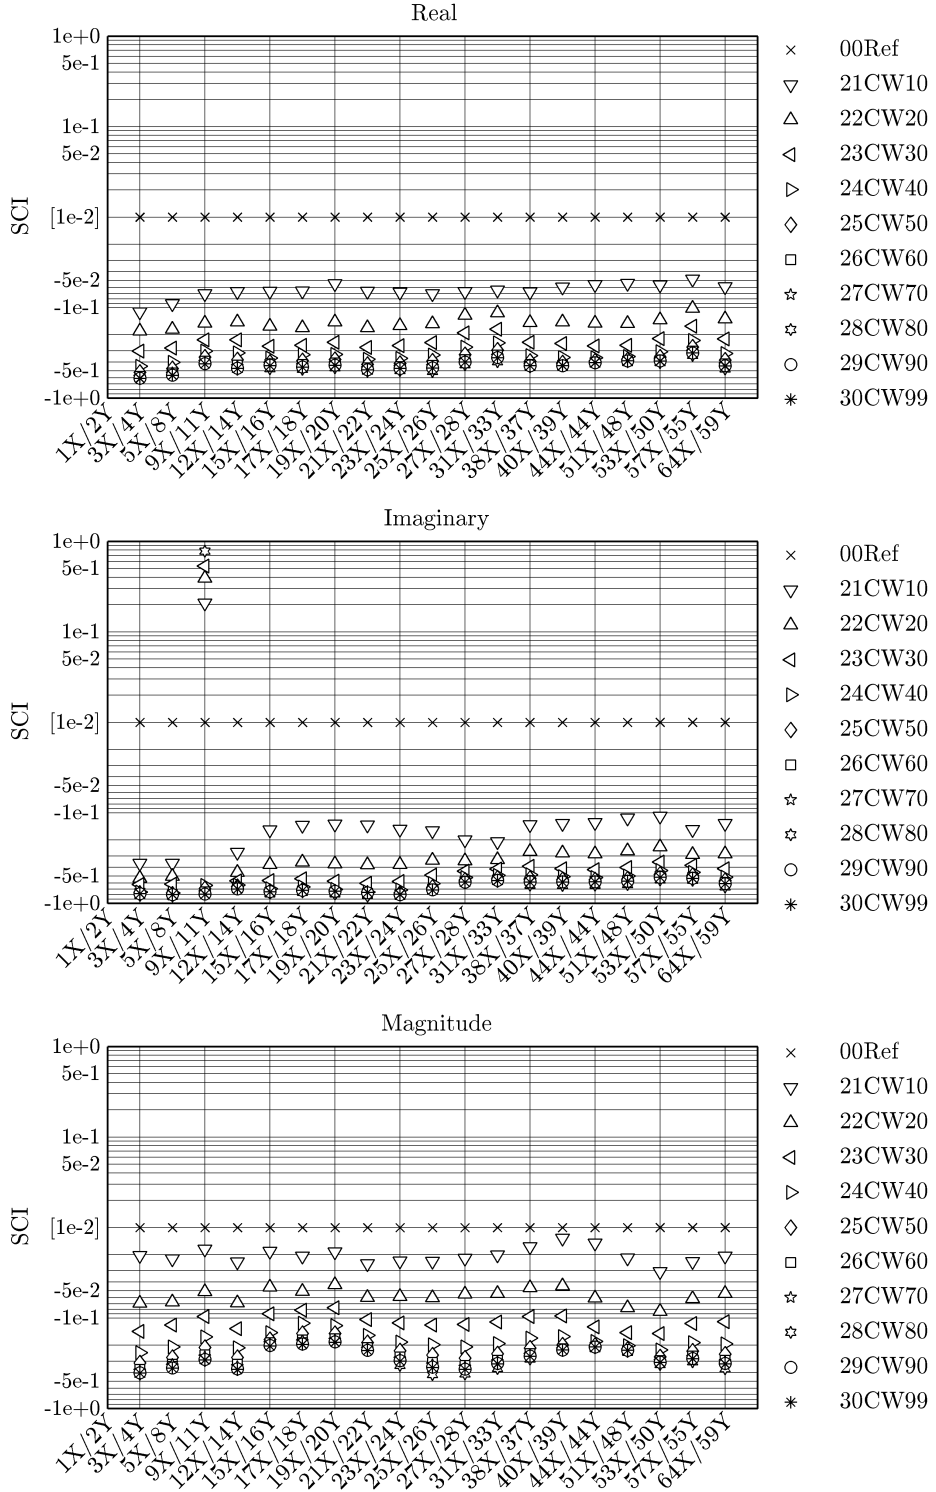 Real
1e+0
5e-1
1e-1
5e-2
[1e-2]
-5e-2
-1e-1
-5e-1
-1e+0
SCI
1X/2Y
3X/4Y
5X/8Y
9X/11Y
12X/14Y
15X/16Y
17X/18Y
19X/20Y
21X/22Y
23X/24Y
25X/26Y
27X/28Y
31X/33Y
38X/37Y
40X/39Y
44X/44Y
51X/48Y
53X/50Y
57X/55Y
64X/59Y
00Ref
21CW10
22CW20
23CW30
24CW40
25CW50
26CW60
27CW70
28CW80
29CW90
30CW99
Imaginary
1e+0
5e-1
1e-1
5e-2
[1e-2]
-5e-2
-1e-1
-5e-1
-1e+0
SCI
1X/2Y
3X/4Y
5X/8Y
9X/11Y
12X/14Y
15X/16Y
17X/18Y
19X/20Y
21X/22Y
23X/24Y
25X/26Y
27X/28Y
31X/33Y
38X/37Y
40X/39Y
44X/44Y
51X/48Y
53X/50Y
57X/55Y
64X/59Y
00Ref
21CW10
22CW20
23CW30
24CW40
25CW50
26CW60
27CW70
28CW80
29CW90
30CW99
Magnitude
1e+0
5e-1
1e-1
5e-2
[1e-2]
-5e-2
-1e-1
-5e-1
-1e+0
SCI
1X/2Y
3X/4Y
5X/8Y
9X/11Y
12X/14Y
15X/16Y
17X/18Y
19X/20Y
21X/22Y
23X/24Y
25X/26Y
27X/28Y
31X/33Y
38X/37Y
40X/39Y
44X/44Y
51X/48Y
53X/50Y
57X/55Y
64X/59Y
00Ref
21CW10
22CW20
23CW30
24CW40
25CW50
26CW60
27CW70
28CW80
29CW90
30CW99